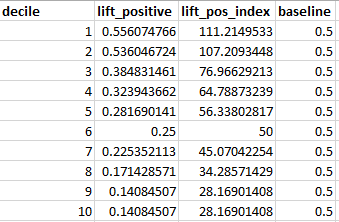 decile lift_positive lift_pos_index baseline
1 0.556074766 111.2149533 0.5
2 0.536046724 107.2093448 0.5
3 0.384831461 76.96629213 0.5
4 0.323943662 64.78873239 0.5
5 0.281690141 56.33802817 0.5
6 0.25 50 0.5
7 0.225352113 45.07042254 0.5
8 0.171428571 34.28571429 0.5
9 0.14084507 28.16901408 0.5
10 0.14084507 28.16901408 0.5